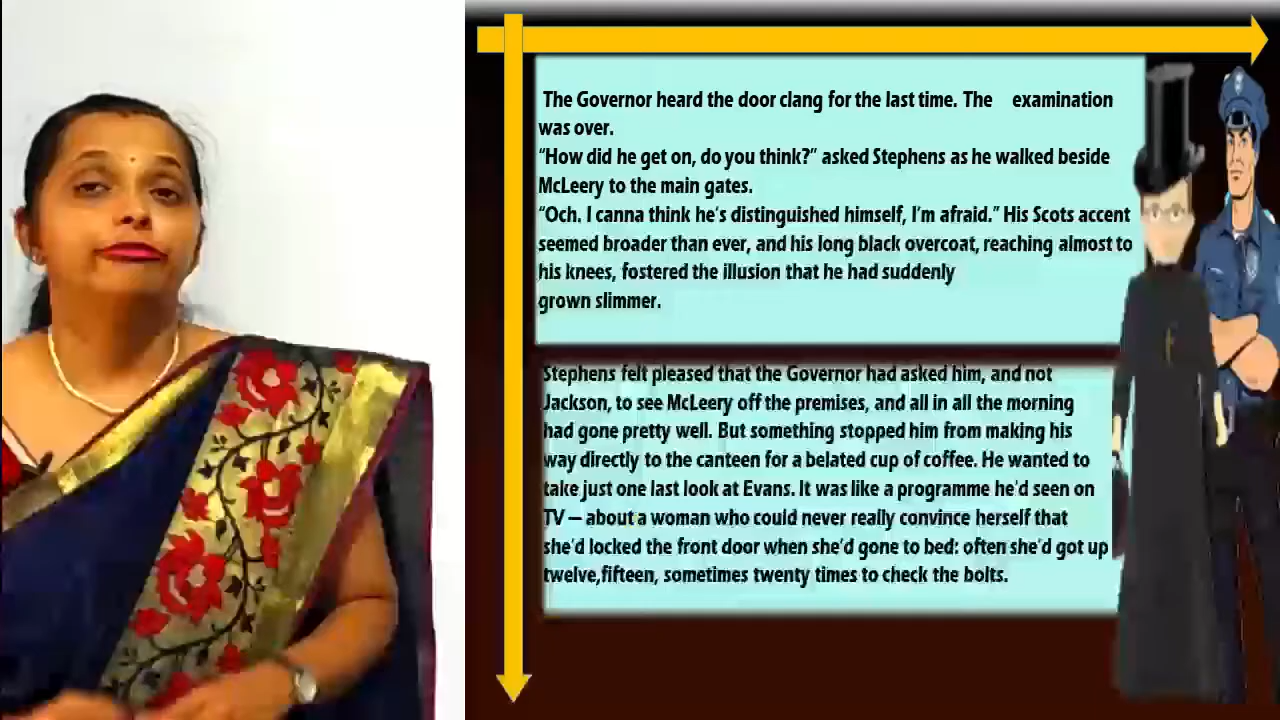 The Governor heard the door clang for the last time. The examination
was over.
“How did he get on, do you think?” asked Stephens as he walked beside
McLeery to the main gates.
“Och. I canna think he's distinguished himself, I'm afraid.” His Scots accent
seemed broader than ever, and his long black overcoat, reaching almost to
his knees, fostered the illusion that he had suddenly
grown slimmer.
Stephens felt pleased that the Governor had asked him, and not
Jackson, to see McLeery off the premises, and all in all the morning
had gone pretty well. But something stopped him from making his
way directly to the canteen for a belated cup of coffee. He wanted to
take just one last look at Evans. It was like a programme he'd seen on
TV — about a woman who could never really convince herself that
she'd locked the front door when she'd gone to bed: often she'd got up
twelve,fifteen, sometimes twenty times to check the bolts.